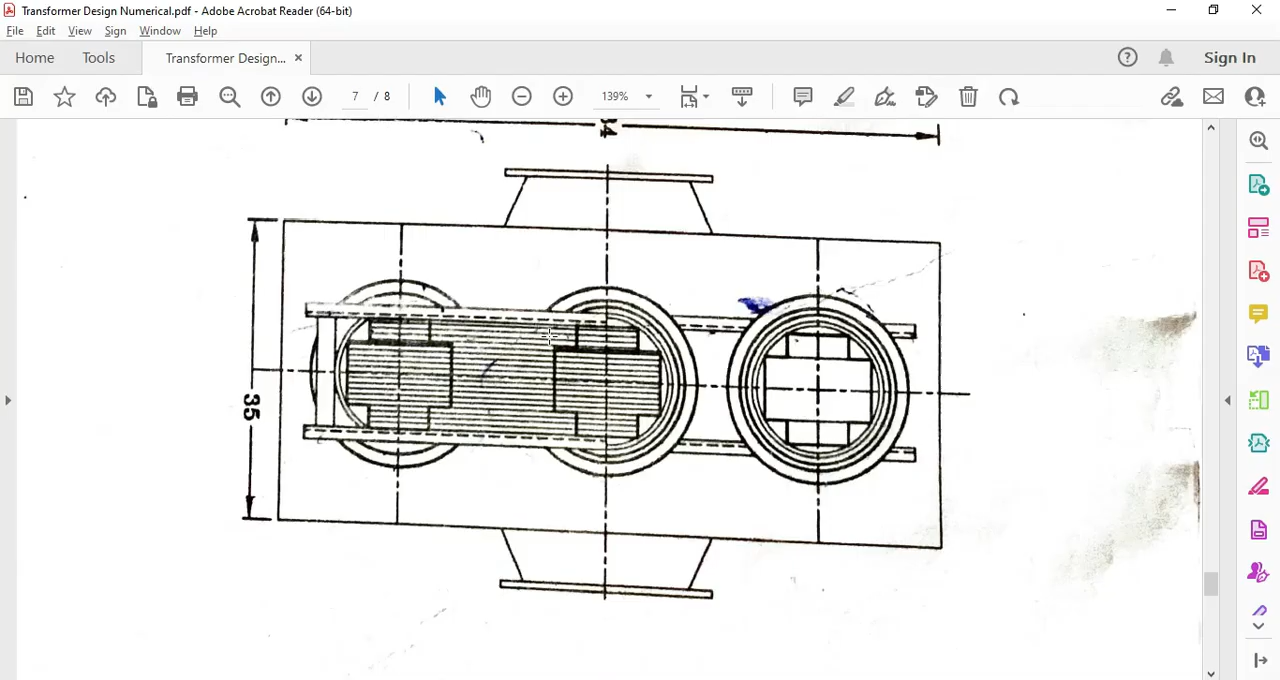 Transformer Design Numerical.pdf - Adobe Acrobat Reader (64-bit)
File Edit View Sign Window Help
Home Tools Transformer Design... × Sign In
7 / 8 139%
35